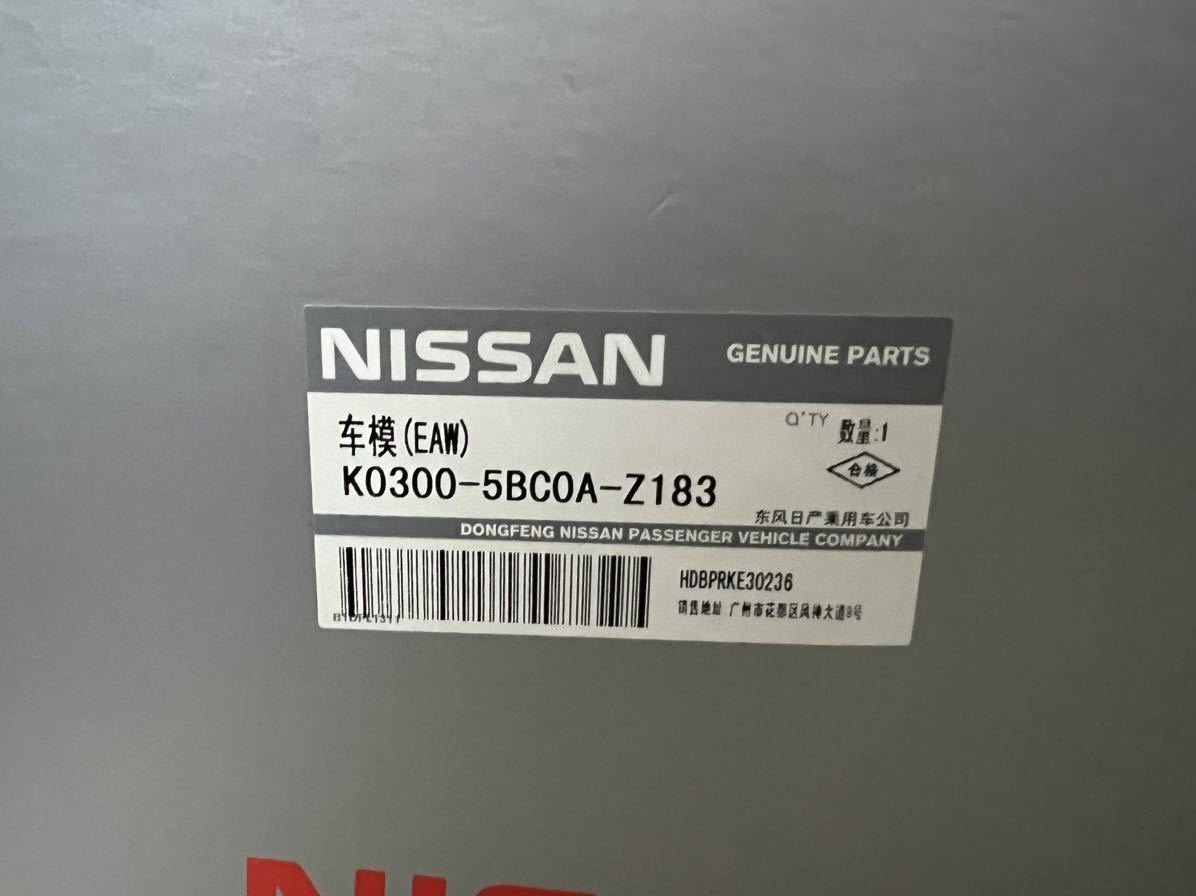 NISSAN GENUINE PARTS
车模(EAW)
Q'TY 数量:1
K0300-5BC0A-Z183
合格
东风日产乘用车公司
DONGFENG NISSAN PASSENGER VEHICLE COMPANY
HDBPRKE30236
销售地址 广州市花都区风神大道8号